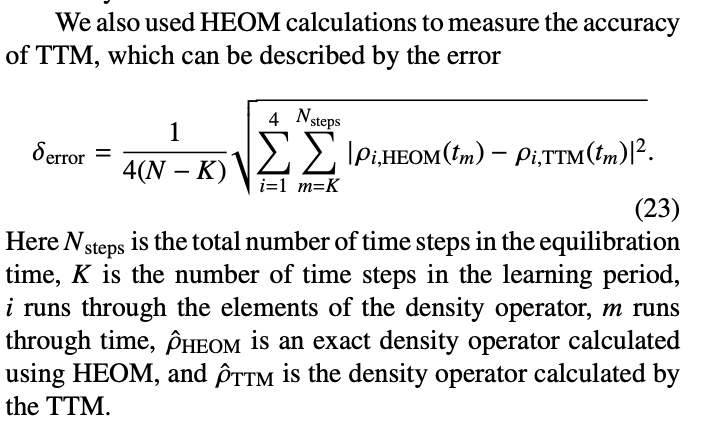 We also used HEOM calculations to measure the accuracy
of TTM, which can be described by the error
δ_error = \frac{1}{4(N − K)} \sqrt{\sum_{i=1}^{4} \sum_{m=K}^{N_steps} |ρ_{i,HEOM}(t_m) − ρ_{i,TTM}(t_m)|^2}.
(23)
Here N_steps is the total number of time steps in the equilibration
time, K is the number of time steps in the learning period,
i runs through the elements of the density operator, m runs
through time, ρ̂_HEOM is an exact density operator calculated
using HEOM, and ρ̂_TTM is the density operator calculated by
the TTM.